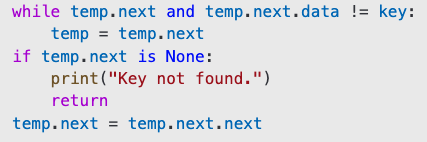 while temp.next and temp.next.data != key:
    temp = temp.next
if temp.next is None:
    print("Key not found.")
    return
temp.next = temp.next.next